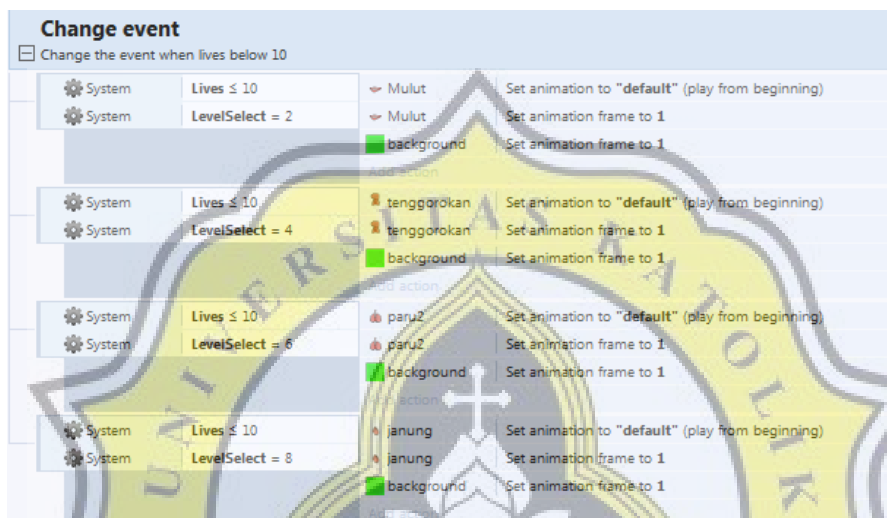 Change event
Change the event when lives below 10
System Lives ≤ 10 Mulut Set animation to "default" (play from beginning)
System LevelSelect = 2 Mulut Set animation frame to 1
background Set animation frame to 1
Add action
System Lives ≤ 10 tenggorokan Set animation to "default" (play from beginning)
System LevelSelect = 4 tenggorokan Set animation frame to 1
background Set animation frame to 1
Add action
System Lives ≤ 10 paru2 Set animation to "default" (play from beginning)
System LevelSelect = 6 paru2 Set animation frame to 1
background Set animation frame to 1
Add action
System Lives ≤ 10 janung Set animation to "default" (play from beginning)
System LevelSelect = 8 janung Set animation frame to 1
background Set animation frame to 1
Add action
UNIVERSITAS KATOLIK